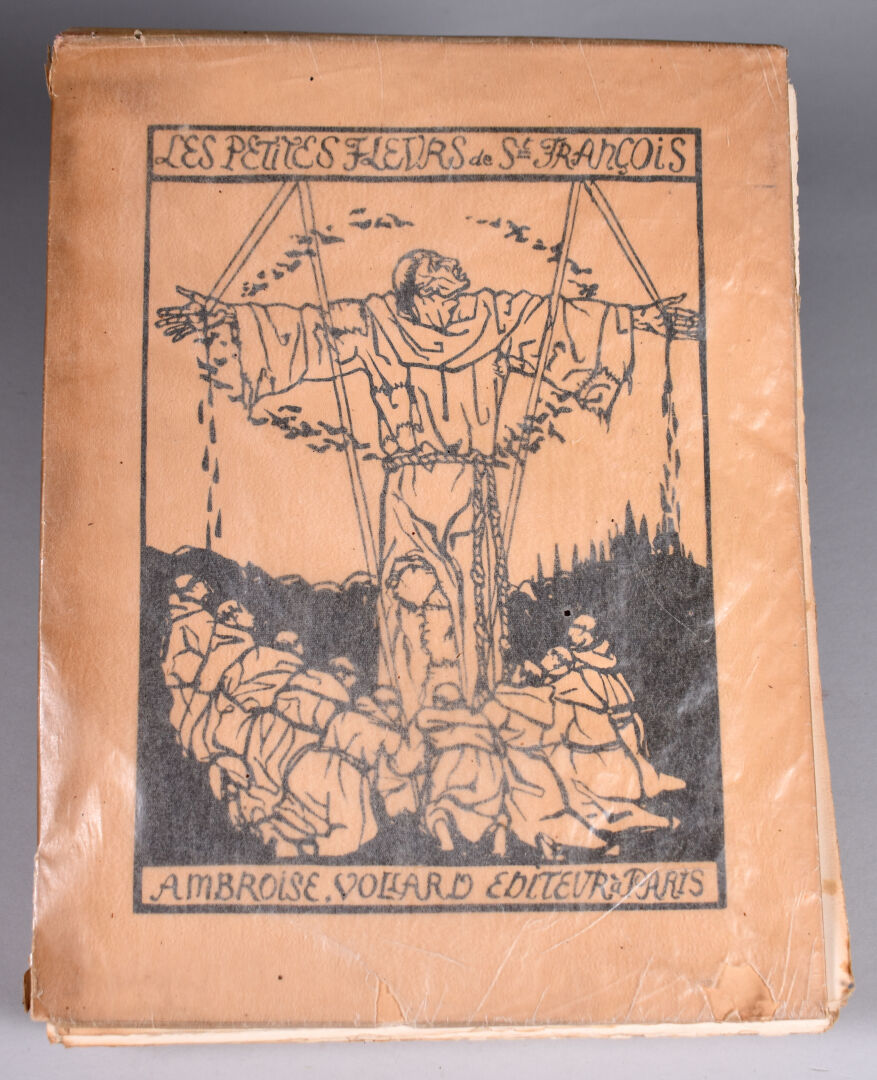 LES PETITES FLEURS de St FRANÇOIS
AMBROISE.VOLLARD EDITEUR à PARIS